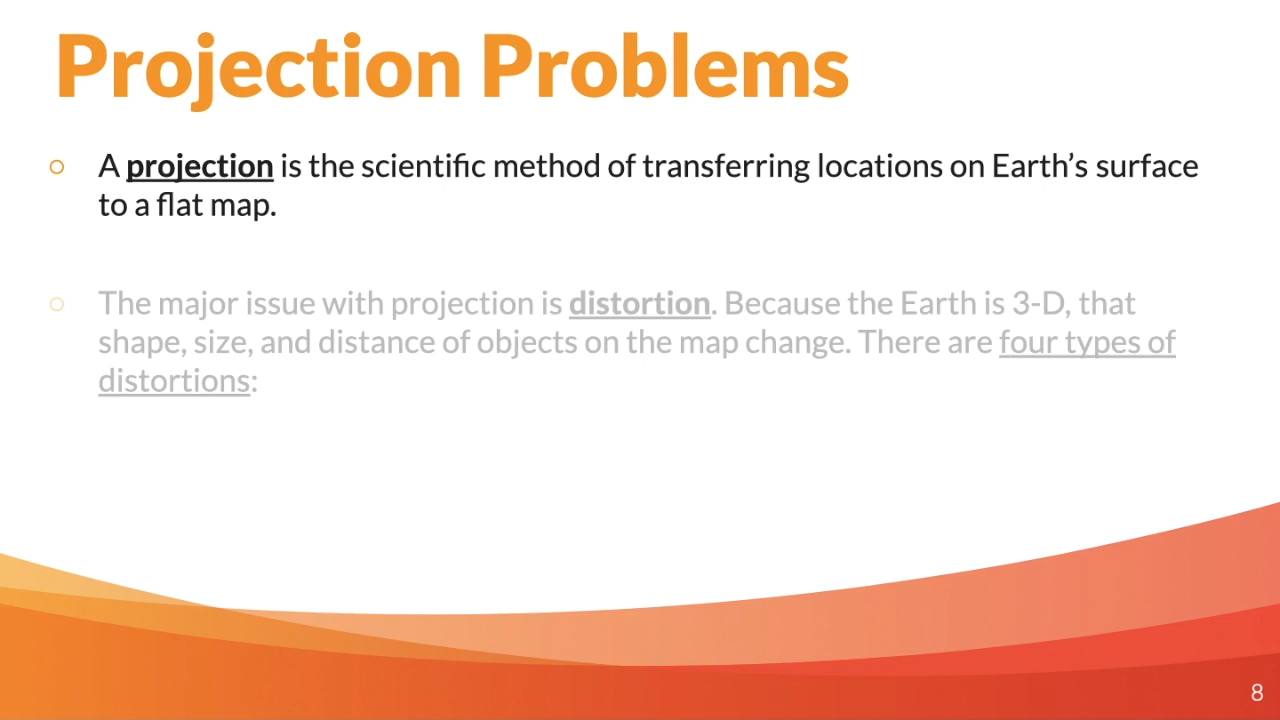 Projection Problems
A projection is the scientific method of transferring locations on Earth’s surface
to a flat map.
The major issue with projection is distortion. Because the Earth is 3-D, that
shape, size, and distance of objects on the map change. There are four types of
distortions:
8